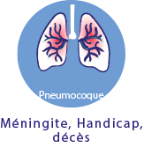 Pneumocoque
Méningite, Handicap,
décès